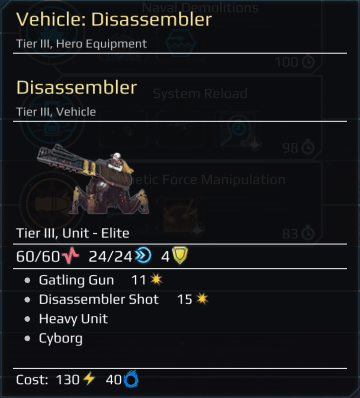 Naval Demolitions
Vehicle: Disassembler
Tier III, Hero Equipment
100
Disassembler
System Reload
Tier III, Vehicle
98
etic Force Manipulation
83
Tier III, Unit - Elite
60/60 24/24 4
Gatling Gun 11
Disassembler Shot 15
Heavy Unit
Cyborg
Cost: 130 40